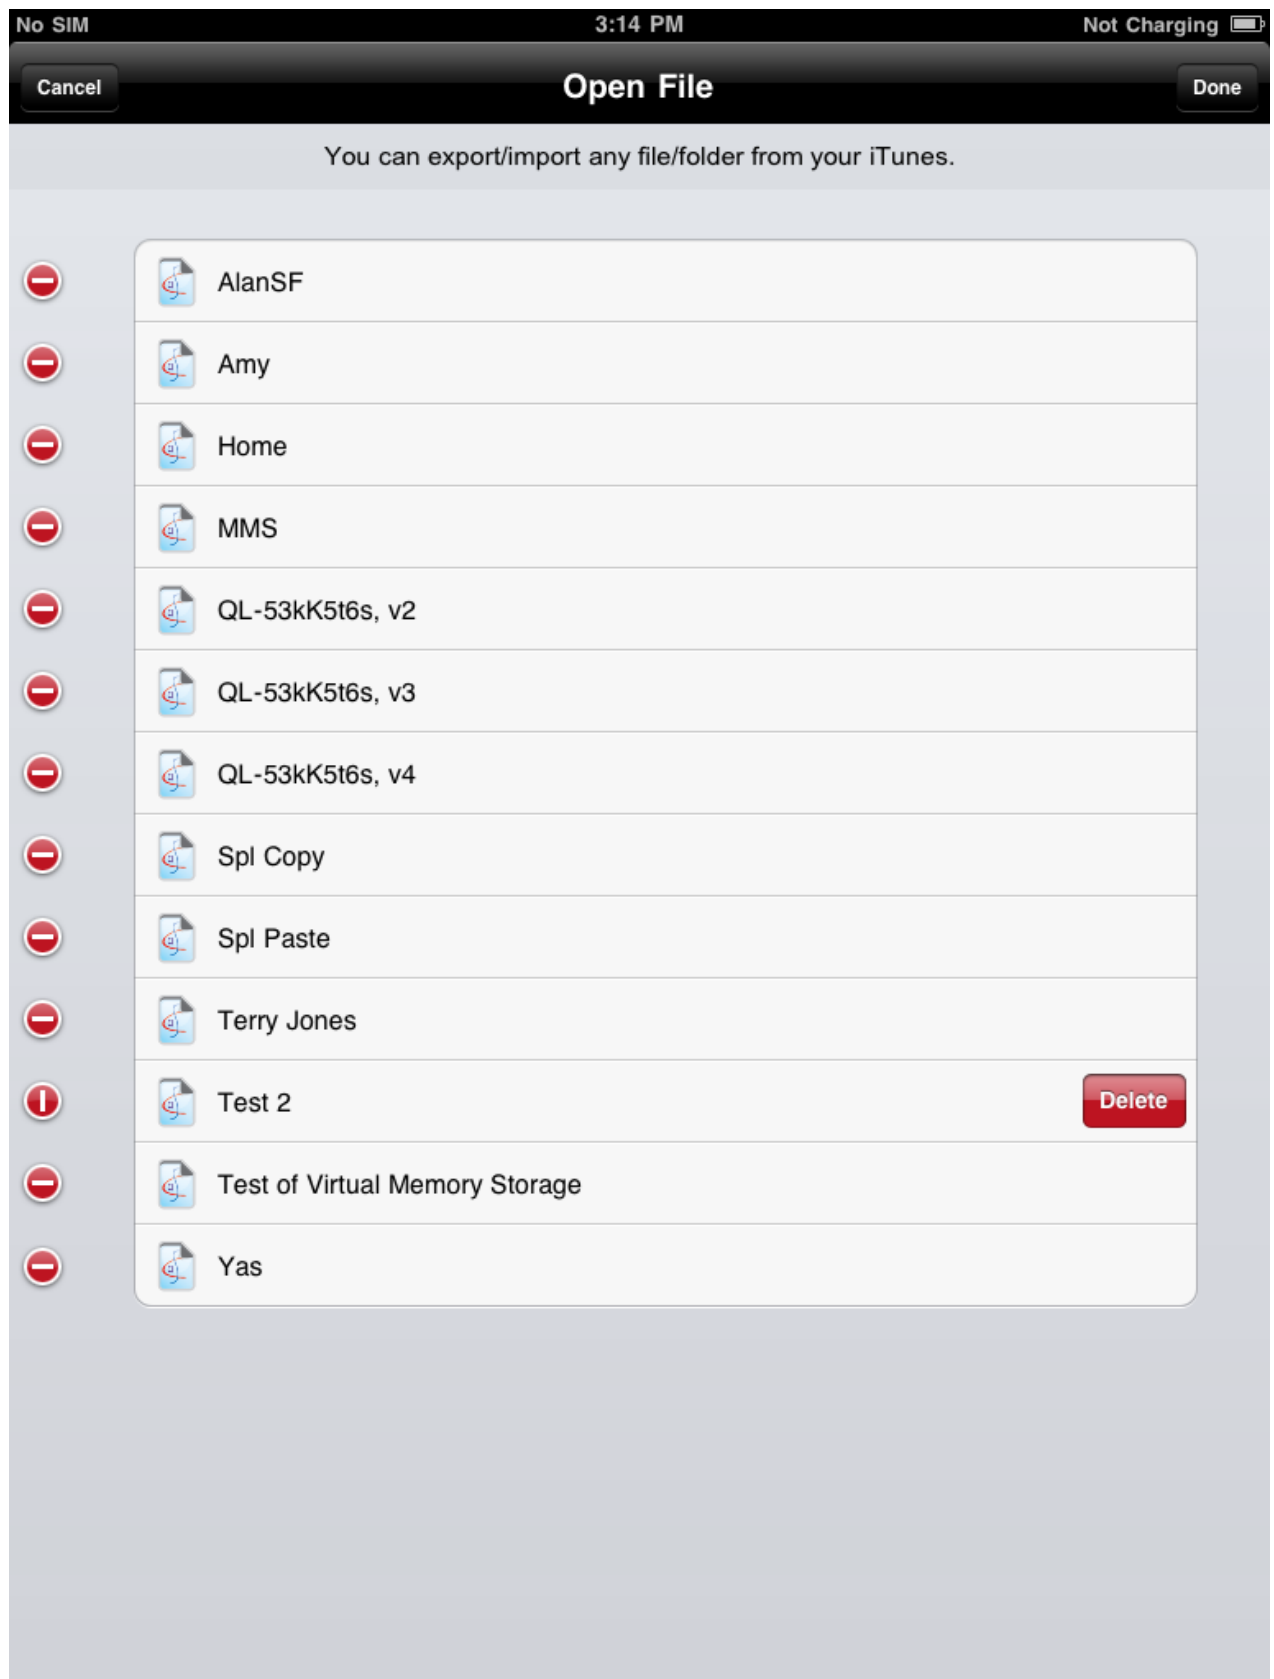 No SIM 3:14 PM Not Charging
Cancel Open File Done
You can export/import any file/folder from your iTunes.
AlanSF
Amy
Home
MMS
QL-53kK5t6s, v2
QL-53kK5t6s, v3
QL-53kK5t6s, v4
Spl Copy
Spl Paste
Terry Jones
Test 2 Delete
Test of Virtual Memory Storage
Yas